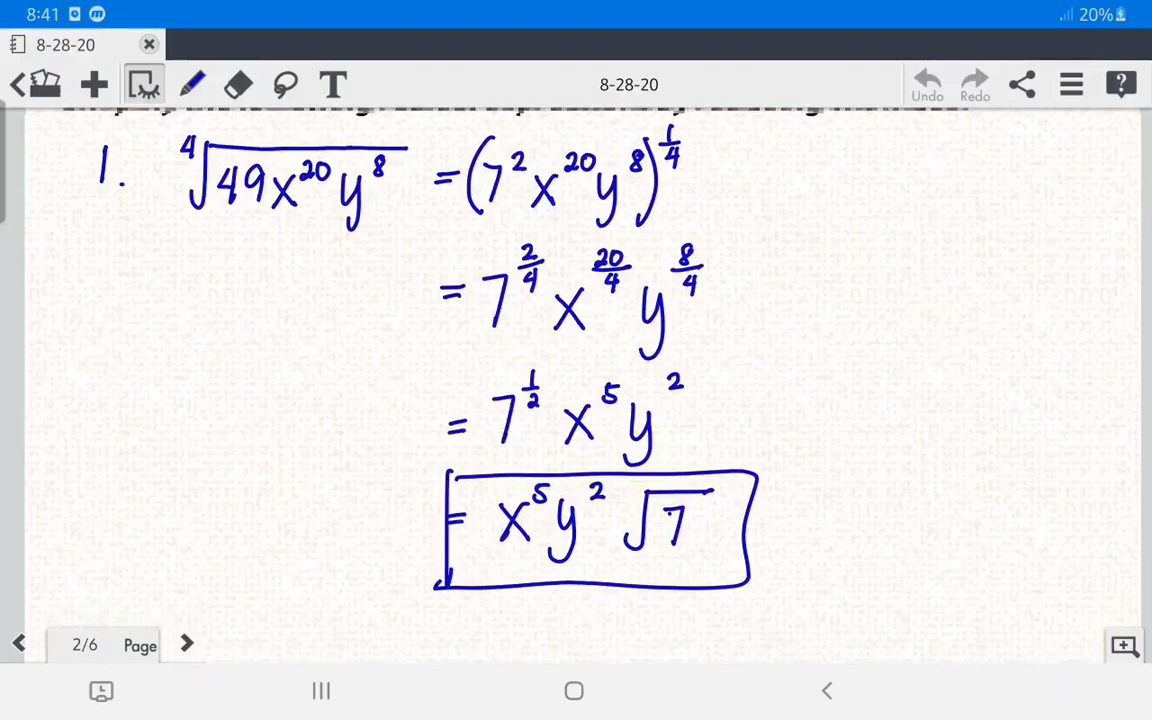 8:41 20%
8-28-20
T 8-28-20 Undo Redo ?
1. ⁴√(49x²⁰y⁸) = (7²x²⁰y⁸)^(1/4)
= 7^(2/4) x^(20/4) y^(8/4)
= 7^(1/2) x⁵ y²
= x⁵y² √7
2/6 Page